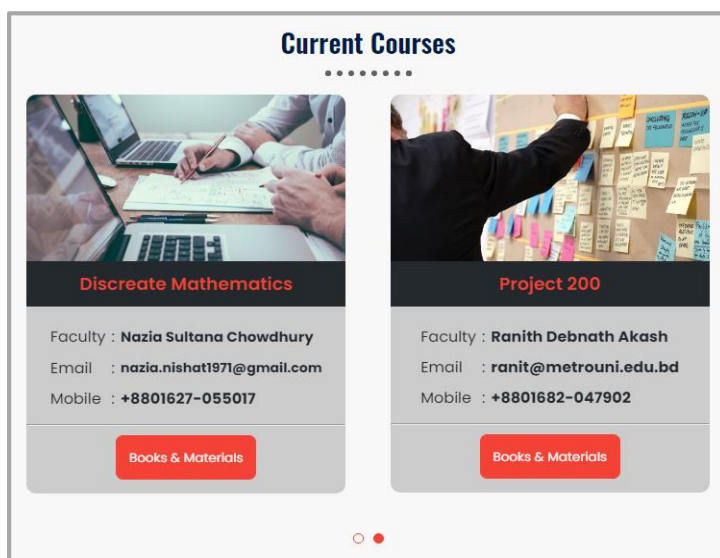 Current Courses
Discreate Mathematics
Faculty : Nazia Sultana Chowdhury
Email : nazia.nishat1971@gmail.com
Mobile : +8801627-055017
Books & Materials
Project 200
Faculty : Ranith Debnath Akash
Email : ranit@metrouni.edu.bd
Mobile : +8801682-047902
Books & Materials